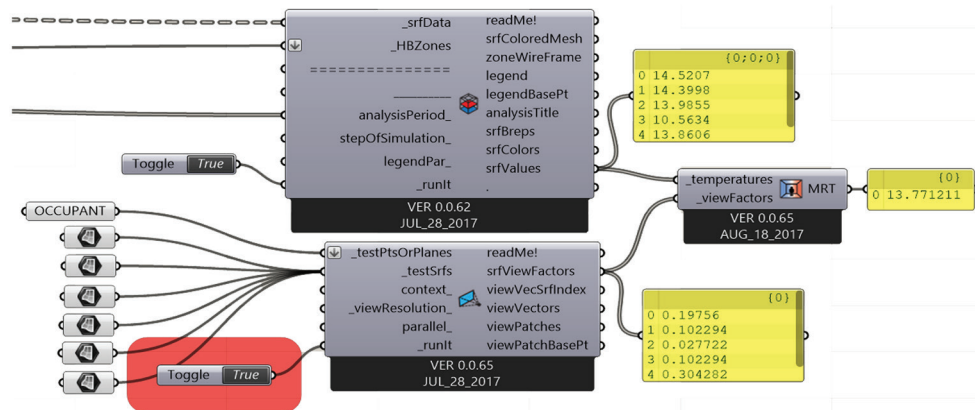 _srfData
_HBZones
================
_________
analysisPeriod_
stepOfSimulation_
legendPar_
_runIt
readMe!
srfColoredMesh
zoneWireFrame
legend
legendBasePt
analysisTitle
srfBreps
srfColors
srfValues
.
VER 0.0.62
JUL_28_2017
Toggle True
{0;0;0}
0 14.5207
1 14.3998
2 13.9855
3 10.5634
4 13.8606
_temperatures
_viewFactors
MRT
VER 0.0.65
AUG_18_2017
{0}
0 13.771211
OCCUPANT
_testPtsOrPlanes
_testSrfs
context_
_viewResolution_
parallel_
_runIt
readMe!
srfViewFactors
viewVecSrfIndex
viewVectors
viewPatches
viewPatchBasePt
VER 0.0.65
JUL_28_2017
Toggle True
{0}
0 0.19756
1 0.102294
2 0.027722
3 0.102294
4 0.304282